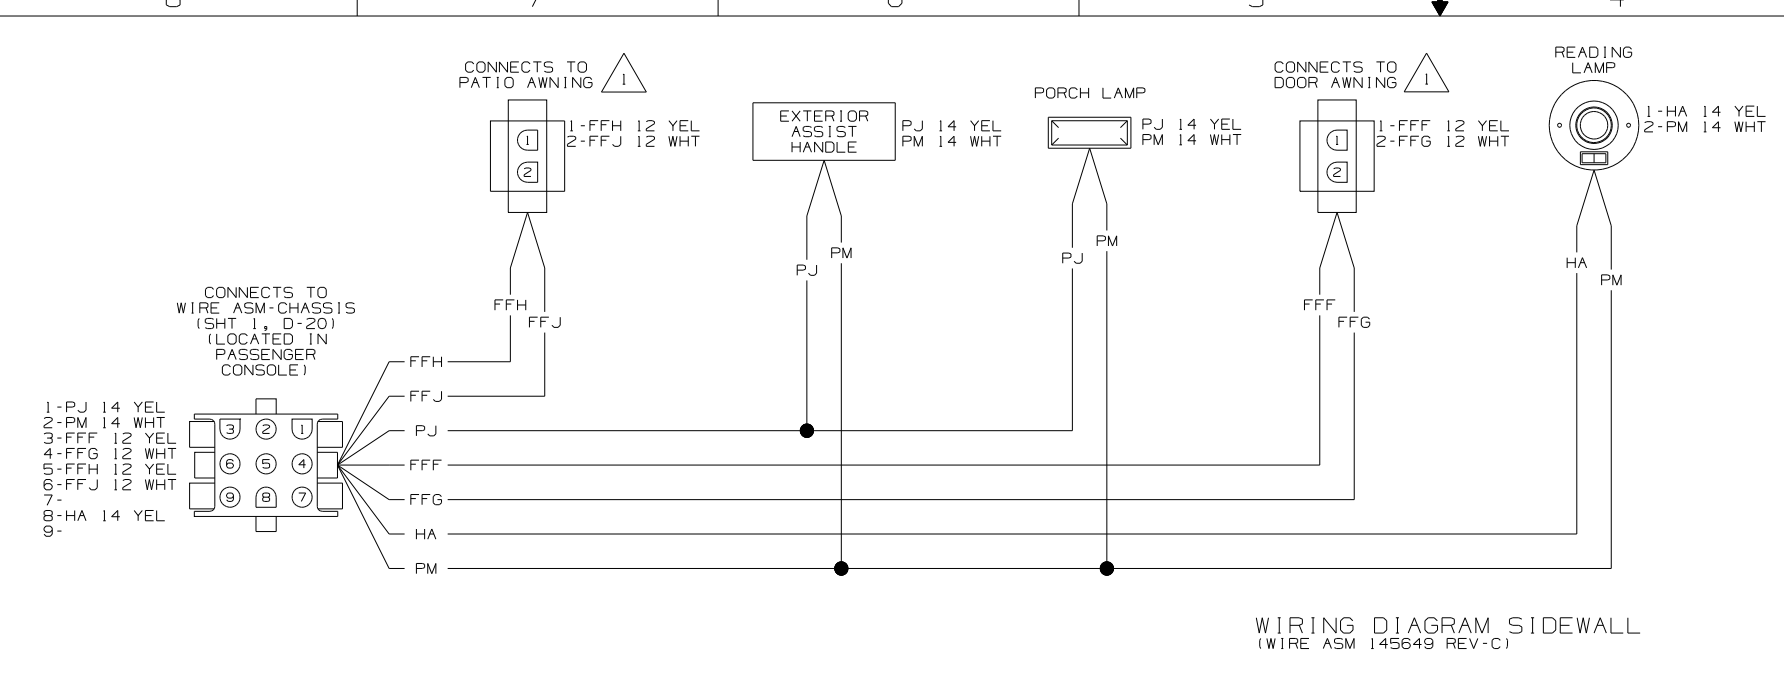 CONNECTS TO
PATIO AWNING
1
1-FFH 12 YEL
2-FFJ 12 WHT
1
2
EXTERIOR
ASSIST
HANDLE
PJ 14 YEL
PM 14 WHT
PORCH LAMP
PJ 14 YEL
PM 14 WHT
CONNECTS TO
DOOR AWNING
1
1-FFF 12 YEL
2-FFG 12 WHT
1
2
READING
LAMP
1-HA 14 YEL
2-PM 14 WHT
FFH
FFJ
PJ
PM
PJ
PM
FFF
FFG
HA
PM
CONNECTS TO
WIRE ASM-CHASSIS
(SHT 1, D-20)
(LOCATED IN
PASSENGER
CONSOLE)
1-PJ 14 YEL
2-PM 14 WHT
3-FFF 12 YEL
4-FFG 12 WHT
5-FFH 12 YEL
6-FFJ 12 WHT
7-
8-HA 14 YEL
9-
3 2 1
6 5 4
9 8 7
FFH
FFJ
PJ
FFF
FFG
HA
PM
WIRING DIAGRAM SIDEWALL
(WIRE ASM 145649 REV-C)